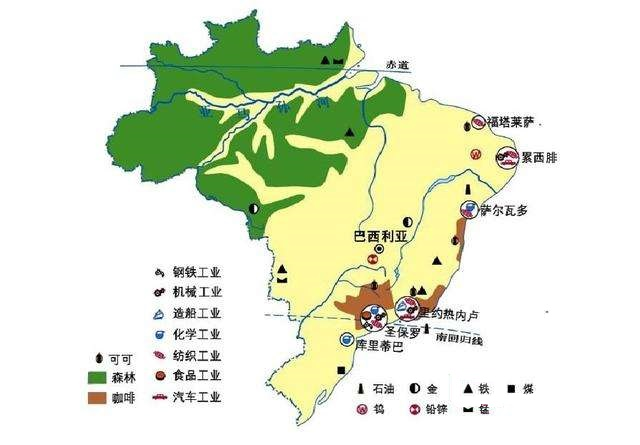 赤道
亚马孙河
福塔莱萨
W
累西腓
萨尔瓦多
巴西利亚
里约热内卢
圣保罗
南回归线
库里蒂巴
钢铁工业
机械工业
造船工业
化学工业
可可
纺织工业
森林
食品工业
咖啡
汽车工业
石油
金
铁
煤
W
钨
铅锌
锰